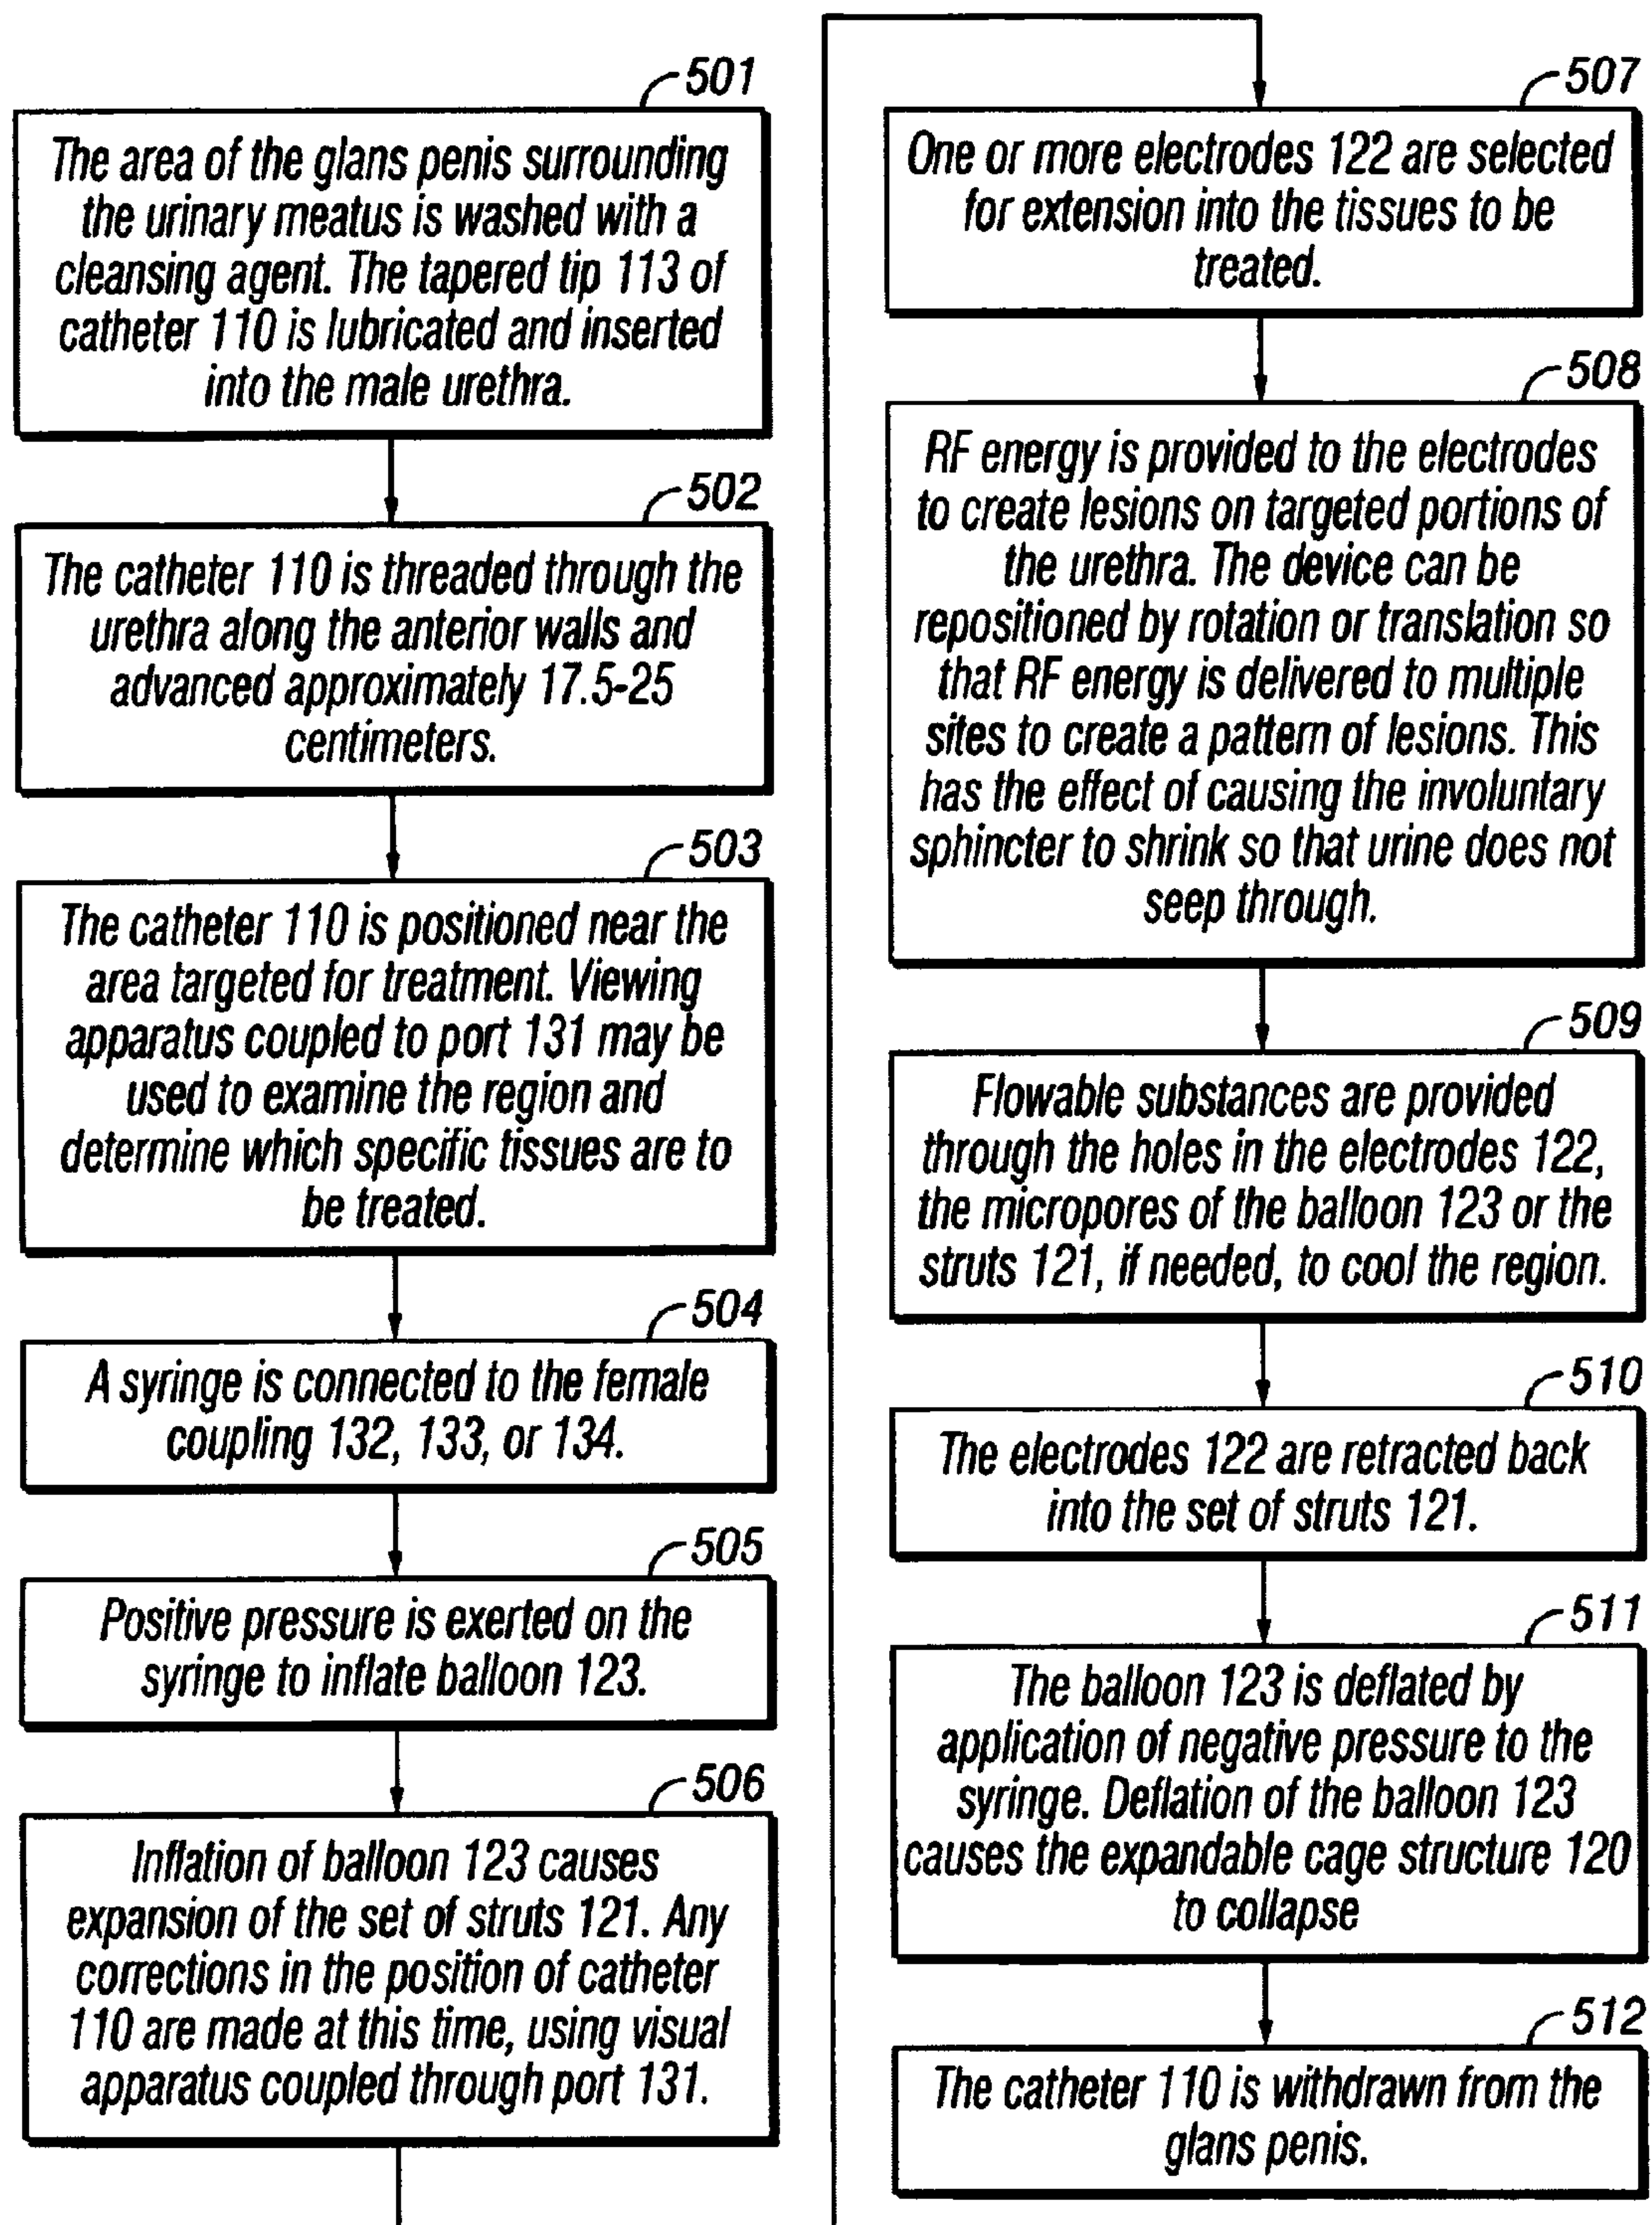 501
The area of the glans penis surrounding
the urinary meatus is washed with a
cleansing agent. The tapered tip 113 of
catheter 110 is lubricated and inserted
into the male urethra.
502
The catheter 110 is threaded through the
urethra along the anterior walls and
advanced approximately 17.5-25
centimeters.
503
The catheter 110 is positioned near the
area targeted for treatment. Viewing
apparatus coupled to port 131 may be
used to examine the region and
determine which specific tissues are to
be treated.
504
A syringe is connected to the female
coupling 132, 133, or 134.
505
Positive pressure is exerted on the
syringe to inflate balloon 123.
506
Inflation of balloon 123 causes
expansion of the set of struts 121. Any
corrections in the position of catheter
110 are made at this time, using visual
apparatus coupled through port 131.
507
One or more electrodes 122 are selected
for extension into the tissues to be
treated.
508
RF energy is provided to the electrodes
to create lesions on targeted portions of
the urethra. The device can be
repositioned by rotation or translation so
that RF energy is delivered to multiple
sites to create a pattern of lesions. This
has the effect of causing the involuntary
sphincter to shrink so that urine does not
seep through.
509
Flowable substances are provided
through the holes in the electrodes 122,
the micropores of the balloon 123 or the
struts 121, if needed, to cool the region.
510
The electrodes 122 are retracted back
into the set of struts 121.
511
The balloon 123 is deflated by
application of negative pressure to the
syringe. Deflation of the balloon 123
causes the expandable cage structure 120
to collapse
512
The catheter 110 is withdrawn from the
glans penis.